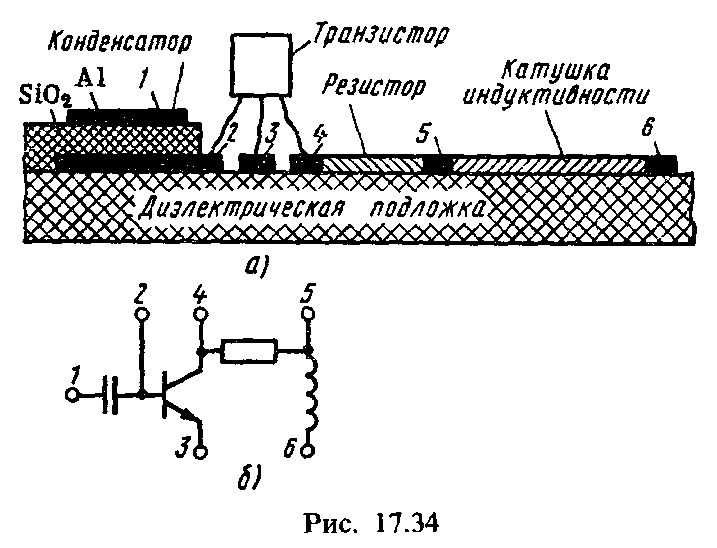 Конденсатор
Транзистор
Al
1
SiO₂
Резистор
Катушка
индуктивности
2
3
4
5
6
Диэлектрическая подложка
а)
2
4
5
1
3
6
б)
Рис. 17.34